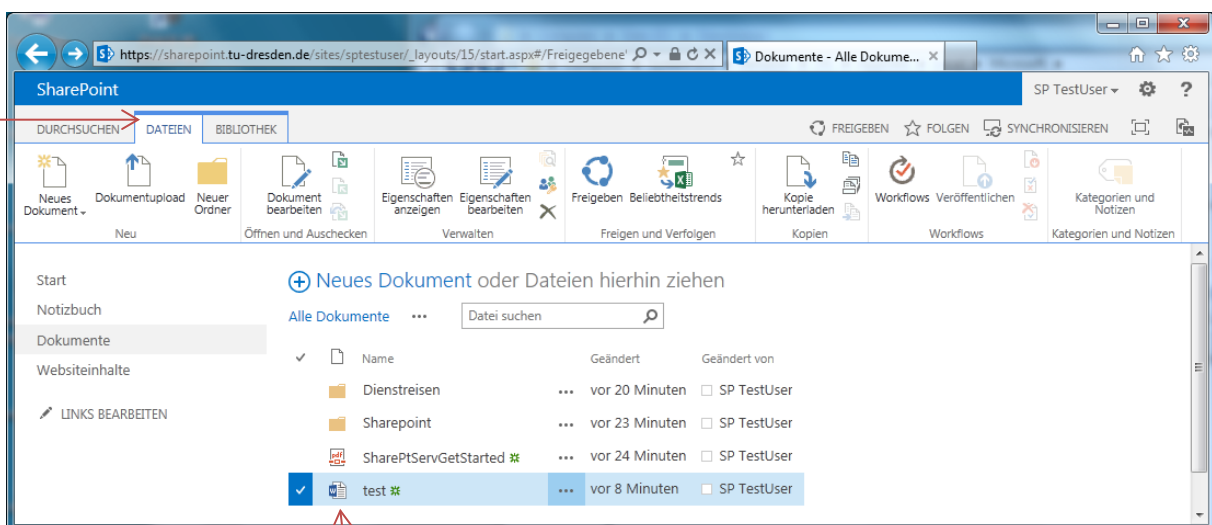 https://sharepoint.tu-dresden.de/sites/sptestuser/_layouts/15/start.aspx#/Freigegebene' Dokumente - Alle Dokume...
SharePoint SP TestUser ?
DURCHSUCHEN DATEIEN BIBLIOTHEK FREIGEBEN FOLGEN SYNCHRONISIEREN
Neues Dokument Dokumentupload Neuer Ordner Dokument bearbeiten Eigenschaften anzeigen Eigenschaften bearbeiten Freigeben Beliebtheitstrends Kopie herunterladen Workflows Veröffentlichen Kategorien und Notizen
Neu Öffnen und Auschecken Verwalten Freigen und Verfolgen Kopien Workflows Kategorien und Notizen
Start
Notizbuch
Dokumente
Websiteinhalte
LINKS BEARBEITEN
Neues Dokument oder Dateien hierhin ziehen
Alle Dokumente ... Datei suchen
Name Geändert Geändert von
Dienstreisen ... vor 20 Minuten SP TestUser
Sharepoint ... vor 23 Minuten SP TestUser
SharePtServGetStarted ... vor 24 Minuten SP TestUser
test ... vor 8 Minuten SP TestUser